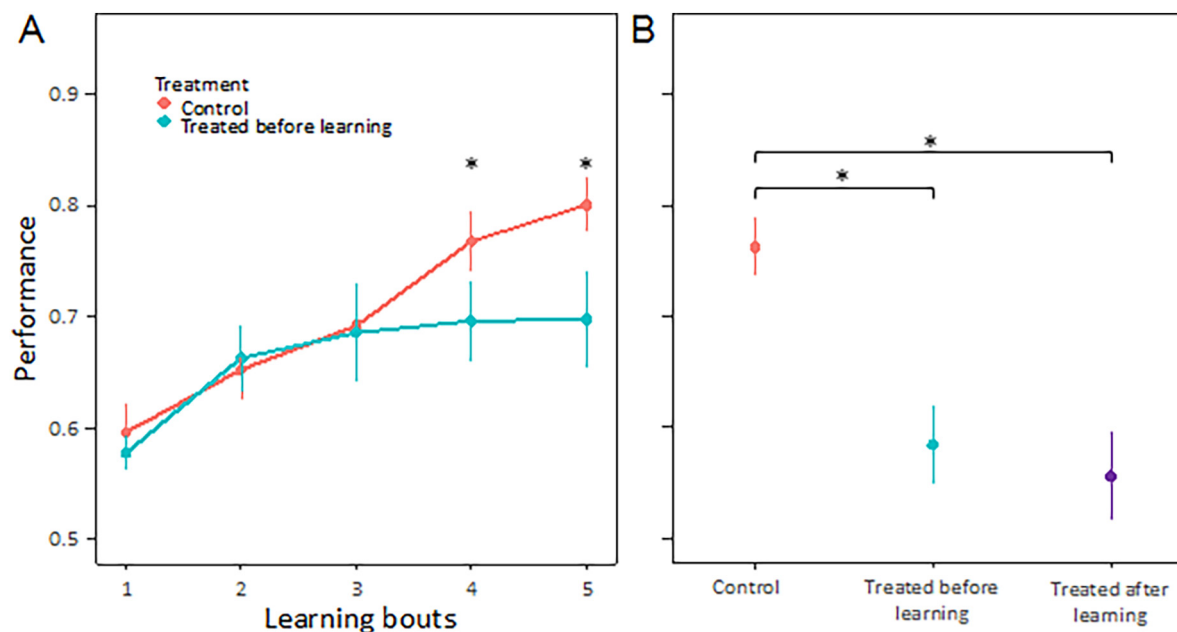 A
B
Treatment
Control
Treated before learning
*
*
*
*
0.9
0.8
0.7
0.6
0.5
Performance
1 2 3 4 5
Learning bouts
Control
Treated before
learning
Treated after
learning